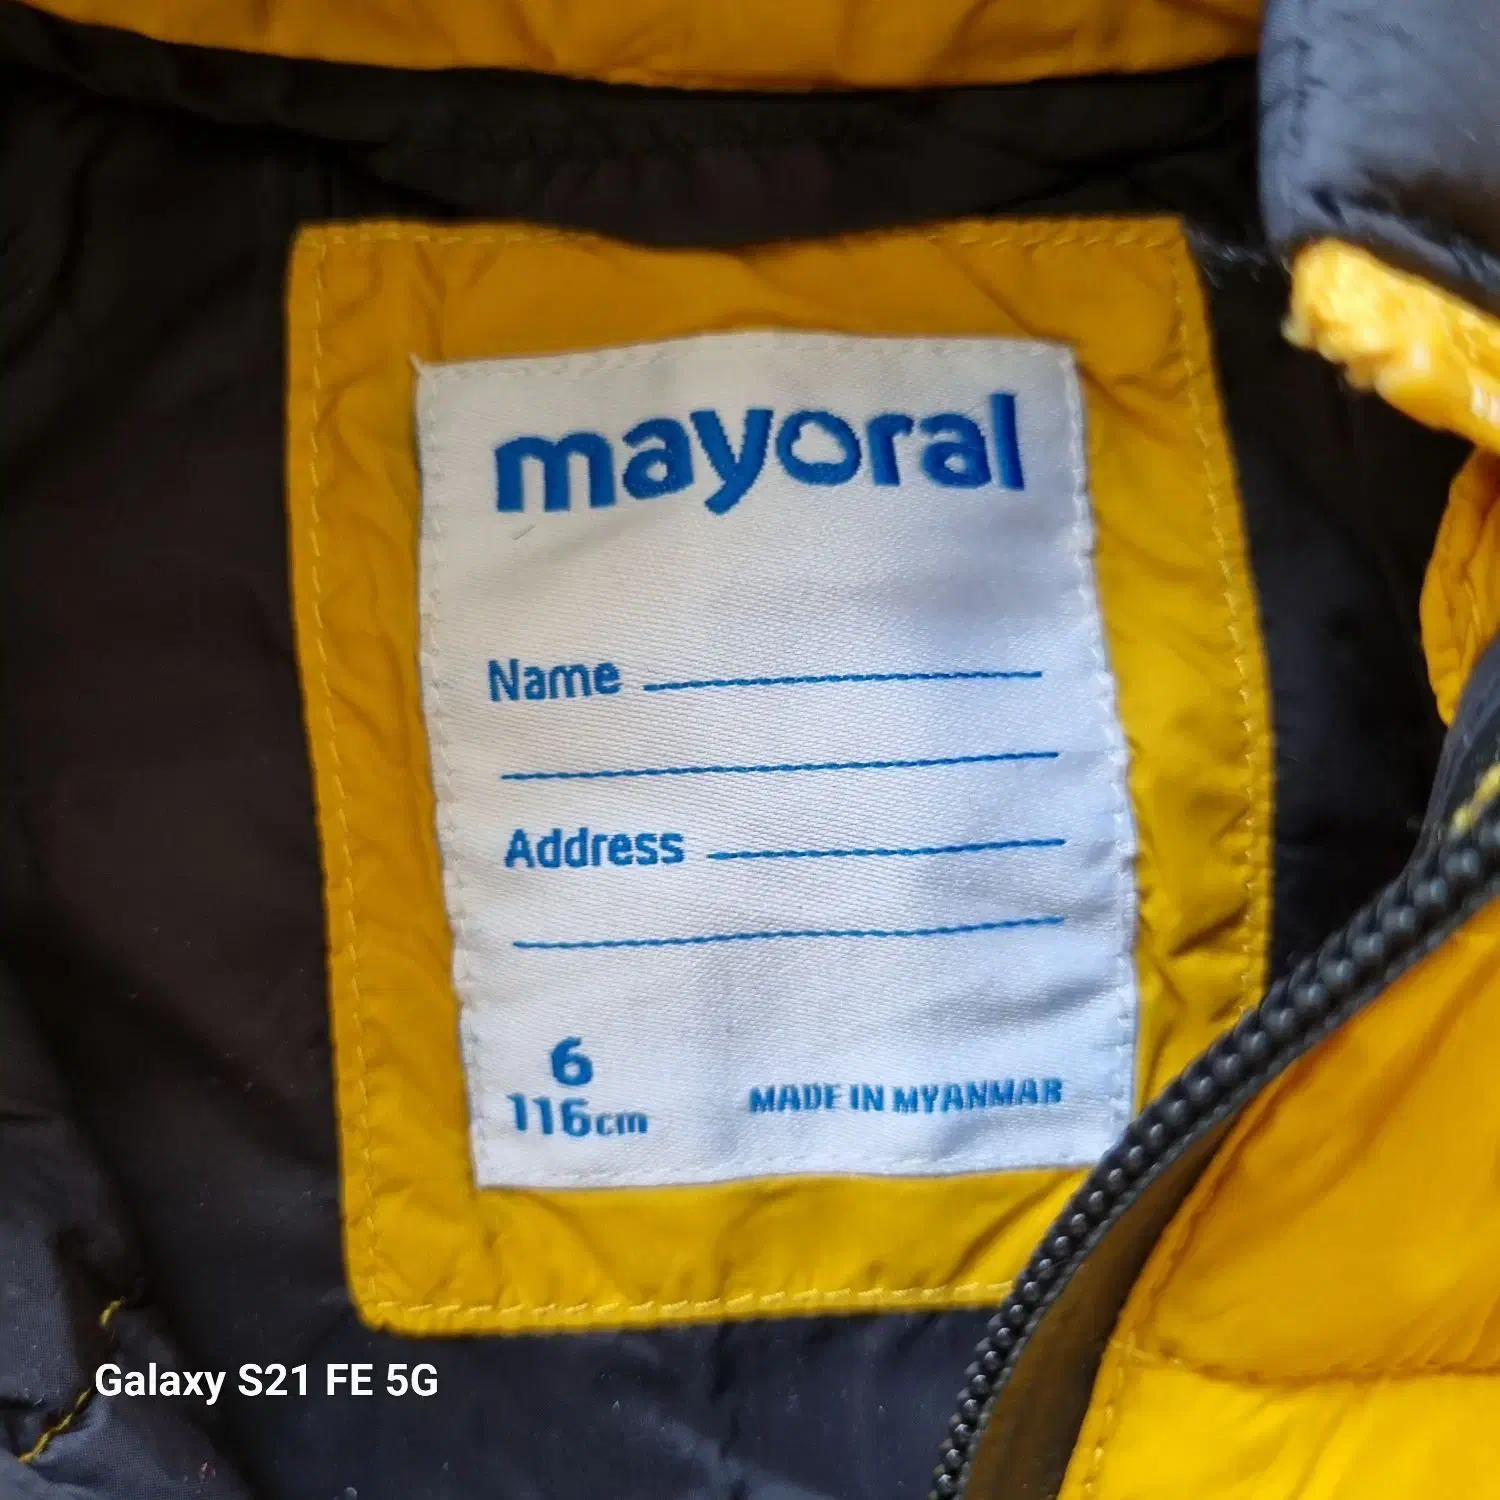 mayoral
Name
Address
6
116cm
MADE IN MYANMAR
Galaxy S21 FE 5G